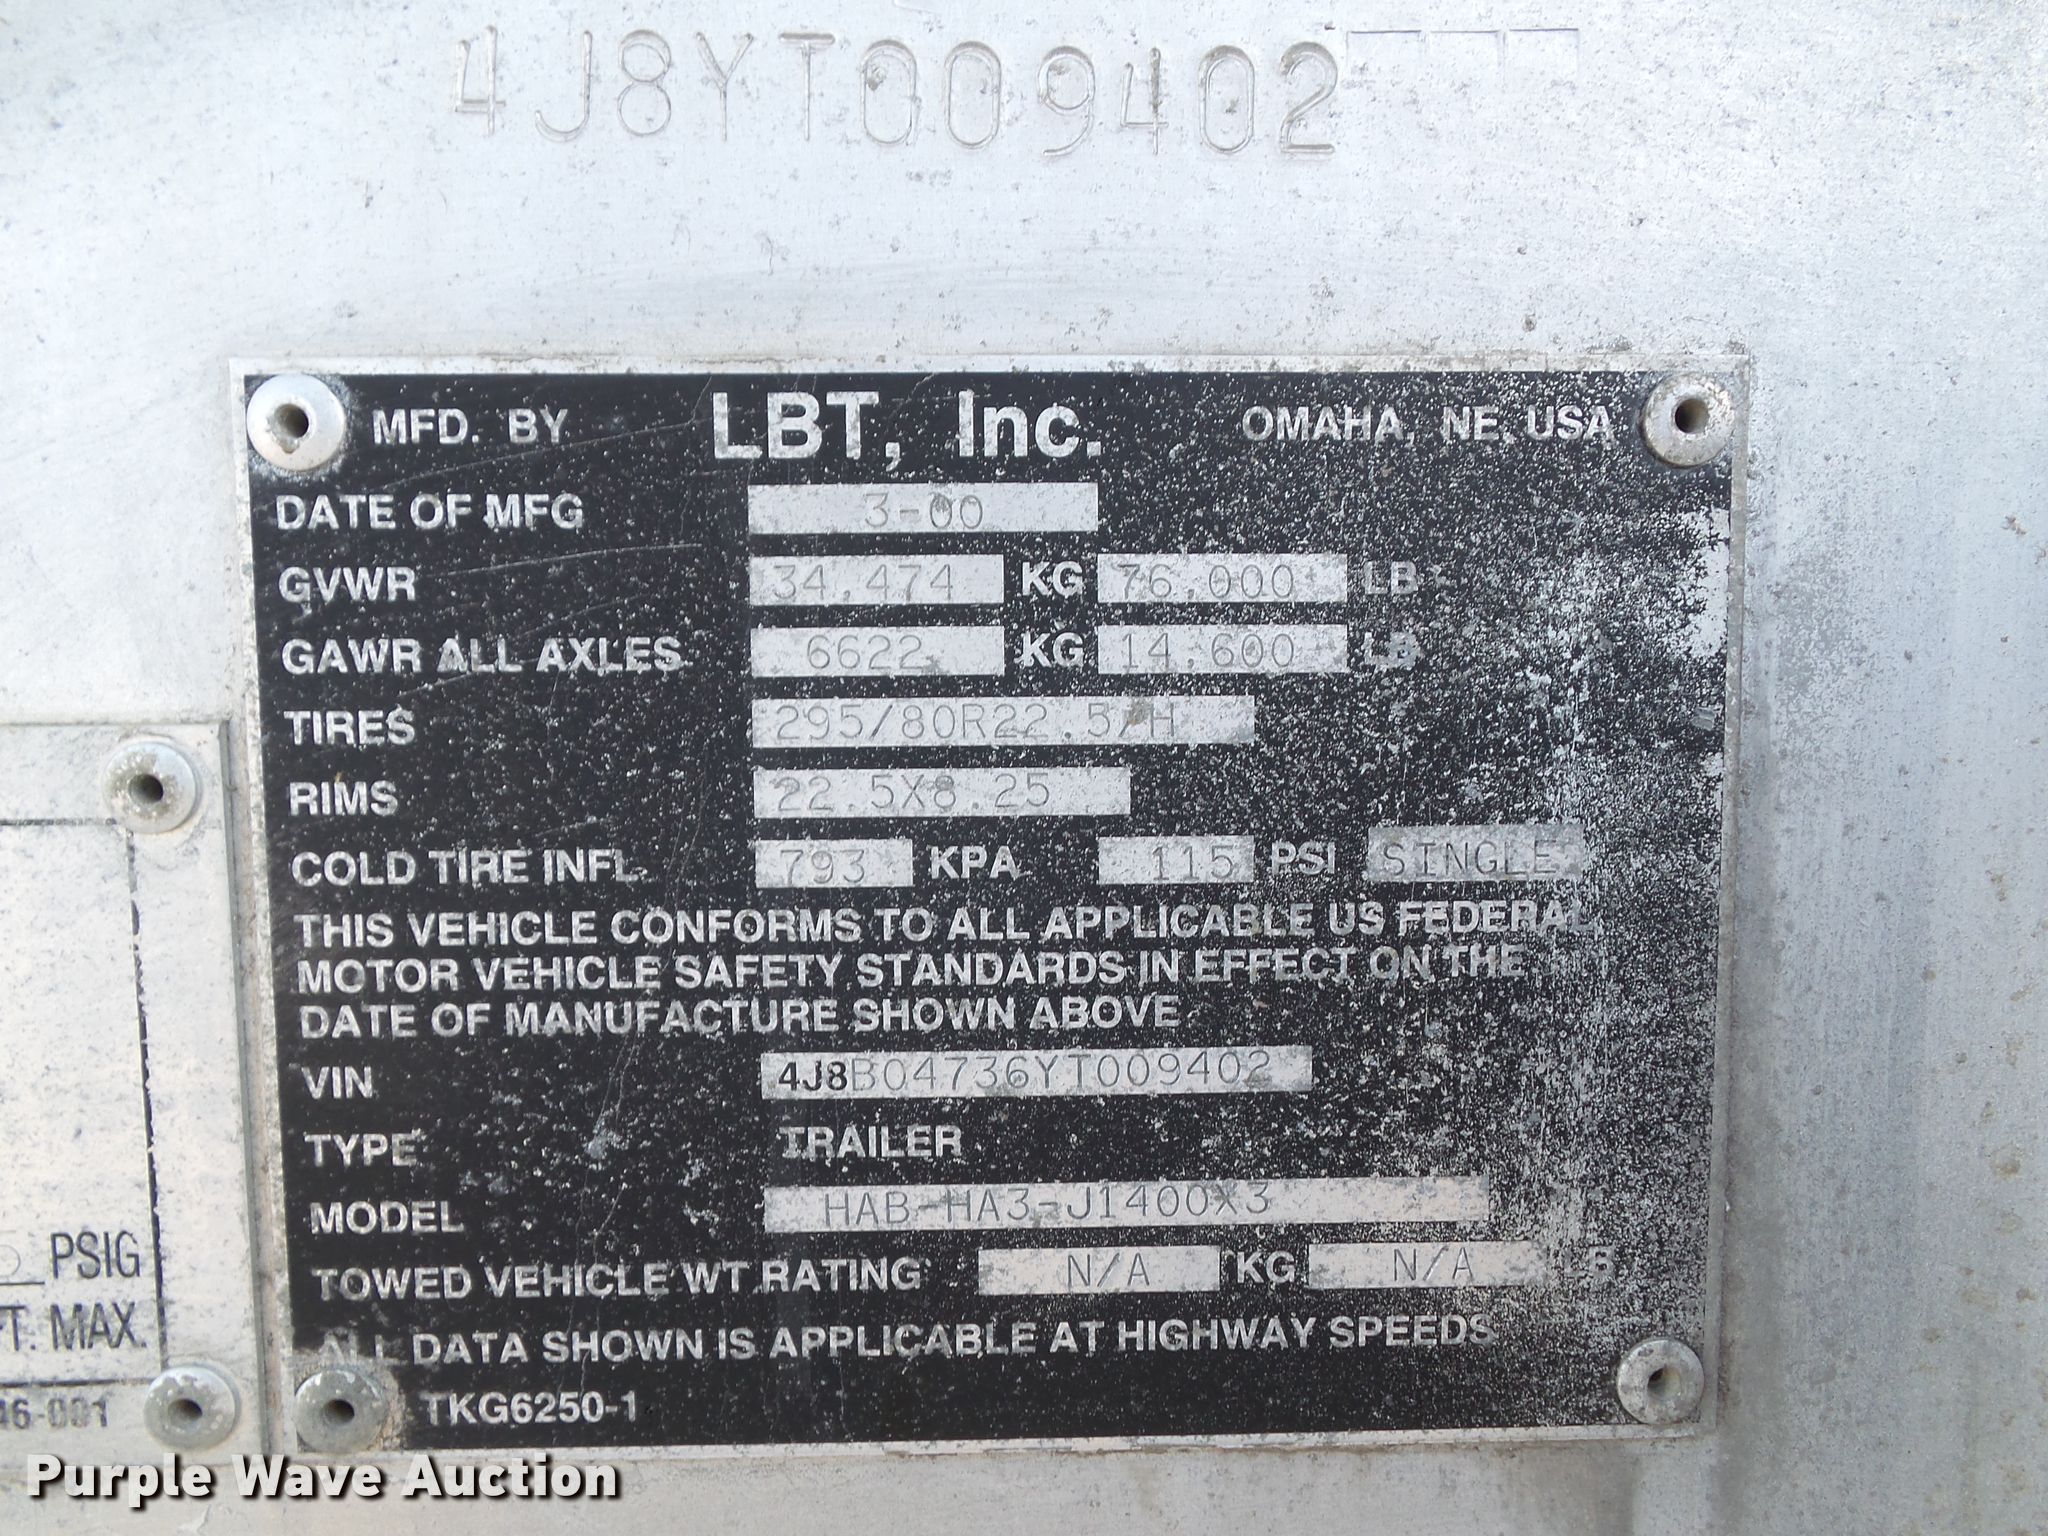 4J8YT009402
MFD. BY LBT, Inc. OMAHA, NE, USA
DATE OF MFG 3-00
GVWR 34,474 KG 76,000 LB
GAWR ALL AXLES 6622 KG 14,600 LB
TIRES 295/80R22.5/H
RIMS 22.5X8.25
COLD TIRE INFL. 793 KPA 115 PSI SINGLE
THIS VEHICLE CONFORMS TO ALL APPLICABLE US FEDERAL
MOTOR VEHICLE SAFETY STANDARDS IN EFFECT ON THE
DATE OF MANUFACTURE SHOWN ABOVE
VIN 4J8B04736YT009402
TYPE TRAILER
MODEL HAB-HA3-J1400X3
TOWED VEHICLE WT RATING N/A KG N/A LB
ALL DATA SHOWN IS APPLICABLE AT HIGHWAY SPEEDS
TKG6250-1
PSIG
FT. MAX.
46-001
Purple Wave Auction